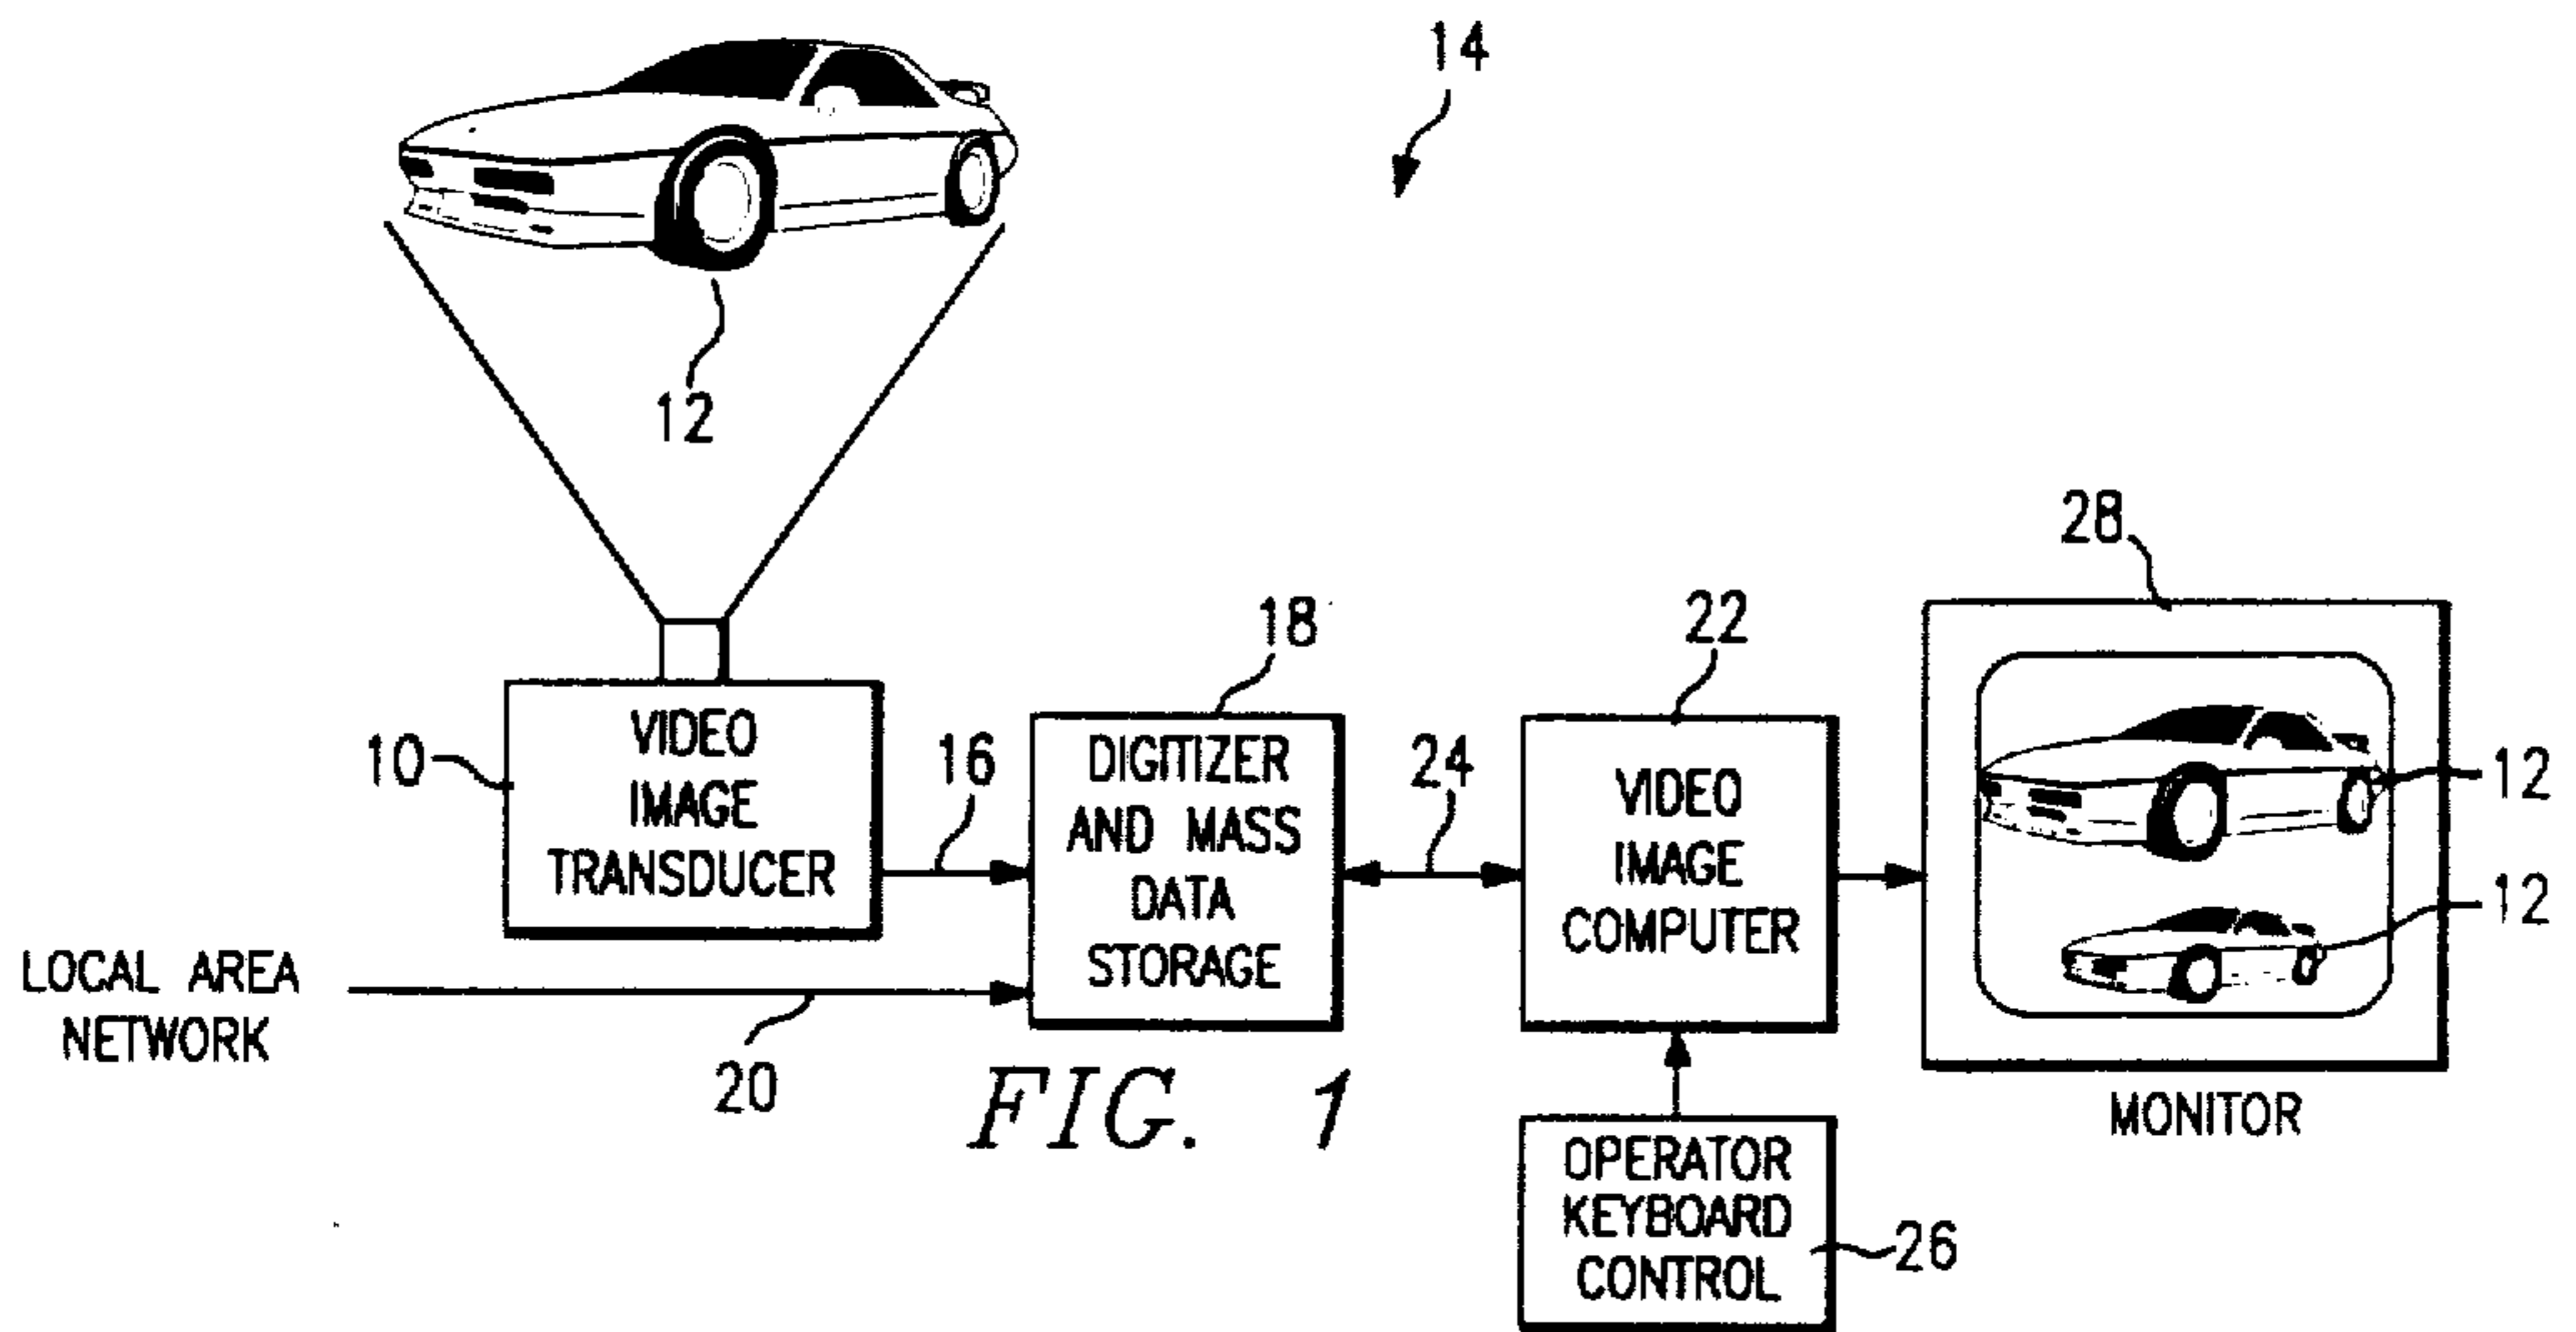 14
12
28
18
22
10
VIDEO
IMAGE
TRANSDUCER
16
DIGITIZER
AND MASS
DATA
STORAGE
24
VIDEO
IMAGE
COMPUTER
12
12
LOCAL AREA
NETWORK
20
FIG. 1
MONITOR
OPERATOR
KEYBOARD
CONTROL
26